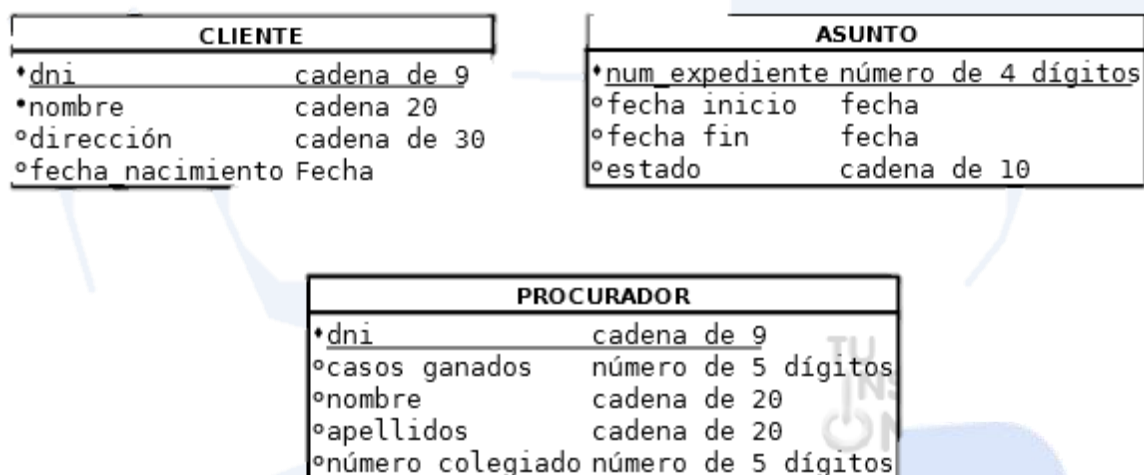 CLIENTE
dni cadena de 9
nombre cadena 20
dirección cadena de 30
fecha_nacimiento Fecha
ASUNTO
num_expediente número de 4 dígitos
fecha inicio fecha
fecha fin fecha
estado cadena de 10
PROCURADOR
dni cadena de 9
casos ganados número de 5 dígitos
nombre cadena de 20
apellidos cadena de 20
número colegiado número de 5 dígitos
TU